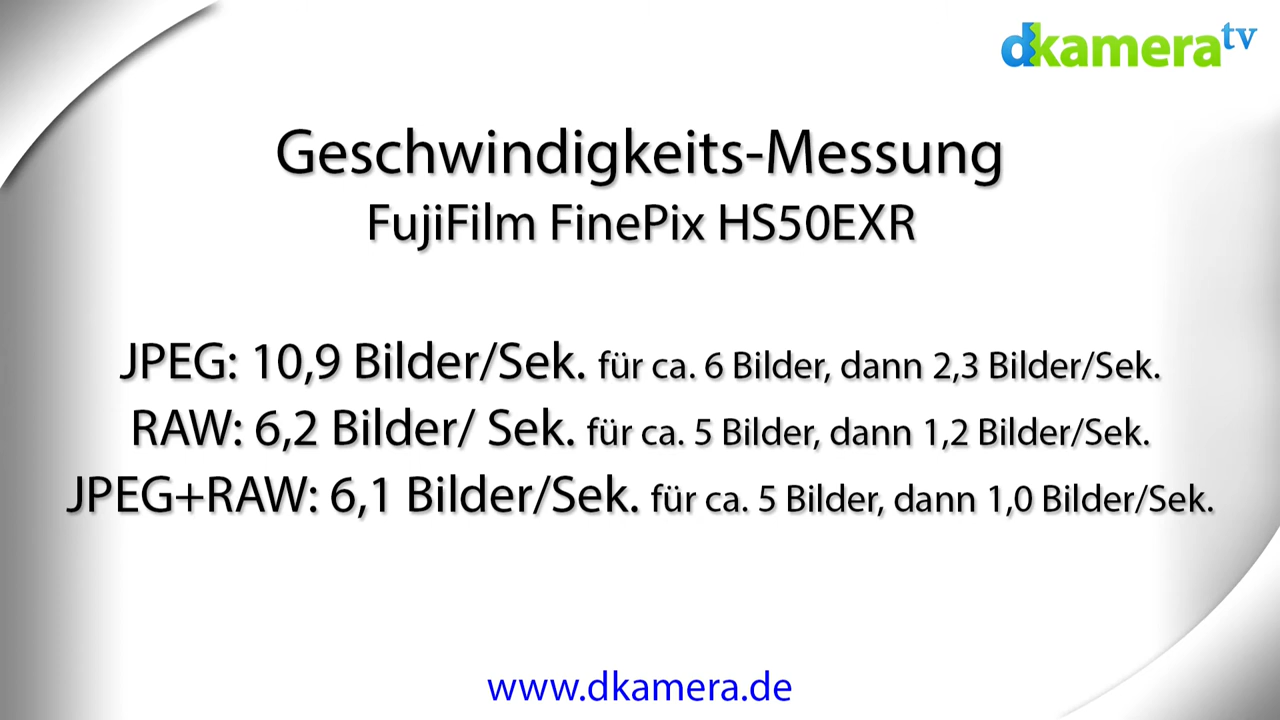 dkamera tv
Geschwindigkeits-Messung
FujiFilm FinePix HS50EXR
JPEG: 10,9 Bilder/Sek. für ca. 6 Bilder, dann 2,3 Bilder/Sek.
RAW: 6,2 Bilder/ Sek. für ca. 5 Bilder, dann 1,2 Bilder/Sek.
JPEG+RAW: 6,1 Bilder/Sek. für ca. 5 Bilder, dann 1,0 Bilder/Sek.
www.dkamera.de